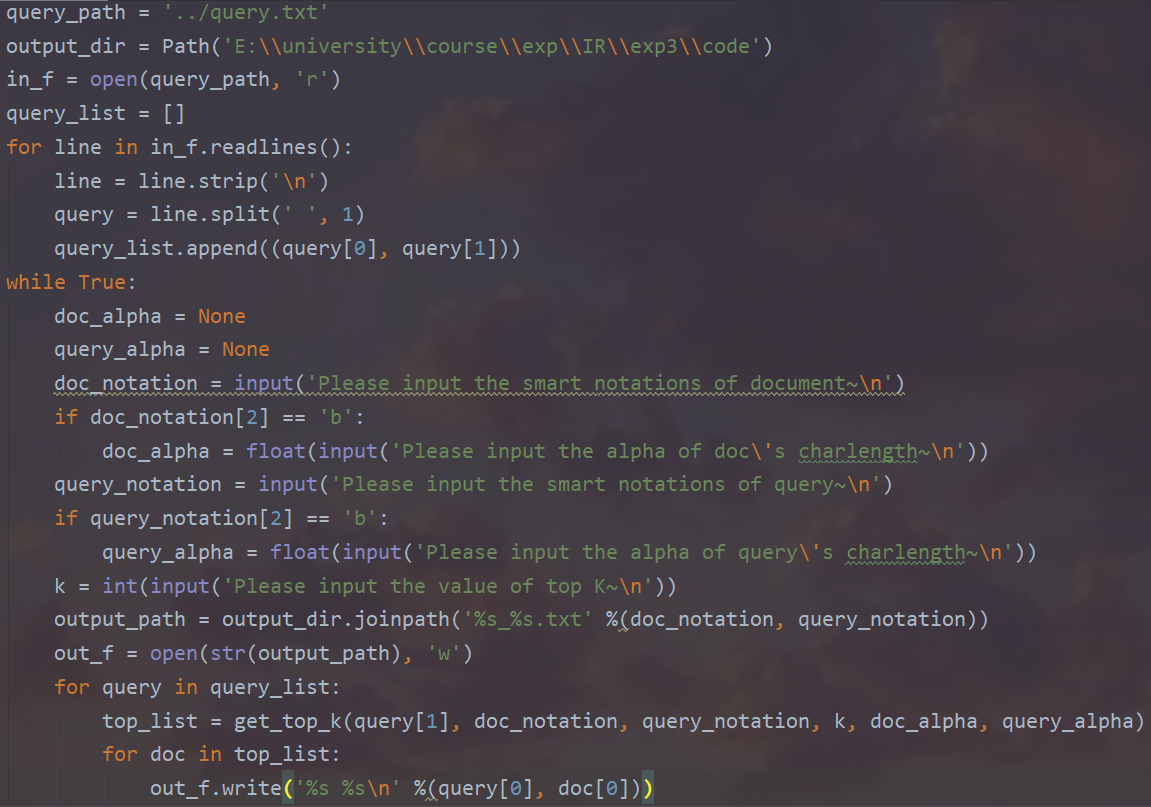 query_path = '../query.txt'
output_dir = Path('E:\\university\\course\\exp\\IR\\exp3\\code')
in_f = open(query_path, 'r')
query_list = []
for line in in_f.readlines():
    line = line.strip('\n')
    query = line.split(' ', 1)
    query_list.append((query[0], query[1]))
while True:
    doc_alpha = None
    query_alpha = None
    doc_notation = input('Please input the smart notations of document~\n')
    if doc_notation[2] == 'b':
        doc_alpha = float(input('Please input the alpha of doc\'s charlength~\n'))
    query_notation = input('Please input the smart notations of query~\n')
    if query_notation[2] == 'b':
        query_alpha = float(input('Please input the alpha of query\'s charlength~\n'))
    k = int(input('Please input the value of top K~\n'))
    output_path = output_dir.joinpath('%s_%s.txt' %(doc_notation, query_notation))
    out_f = open(str(output_path), 'w')
    for query in query_list:
        top_list = get_top_k(query[1], doc_notation, query_notation, k, doc_alpha, query_alpha)
        for doc in top_list:
            out_f.write('%s %s\n' %(query[0], doc[0]))